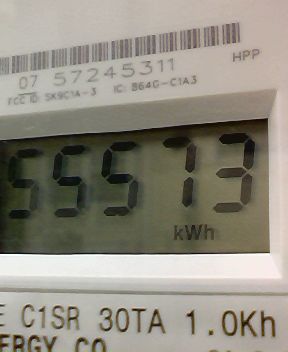 07 57245311 HPP
FCC ID: SK9C1A-3 IC: 864G-C1A3
55573
kWh
E C1SR 30TA 1.0Kh
ERGY CO